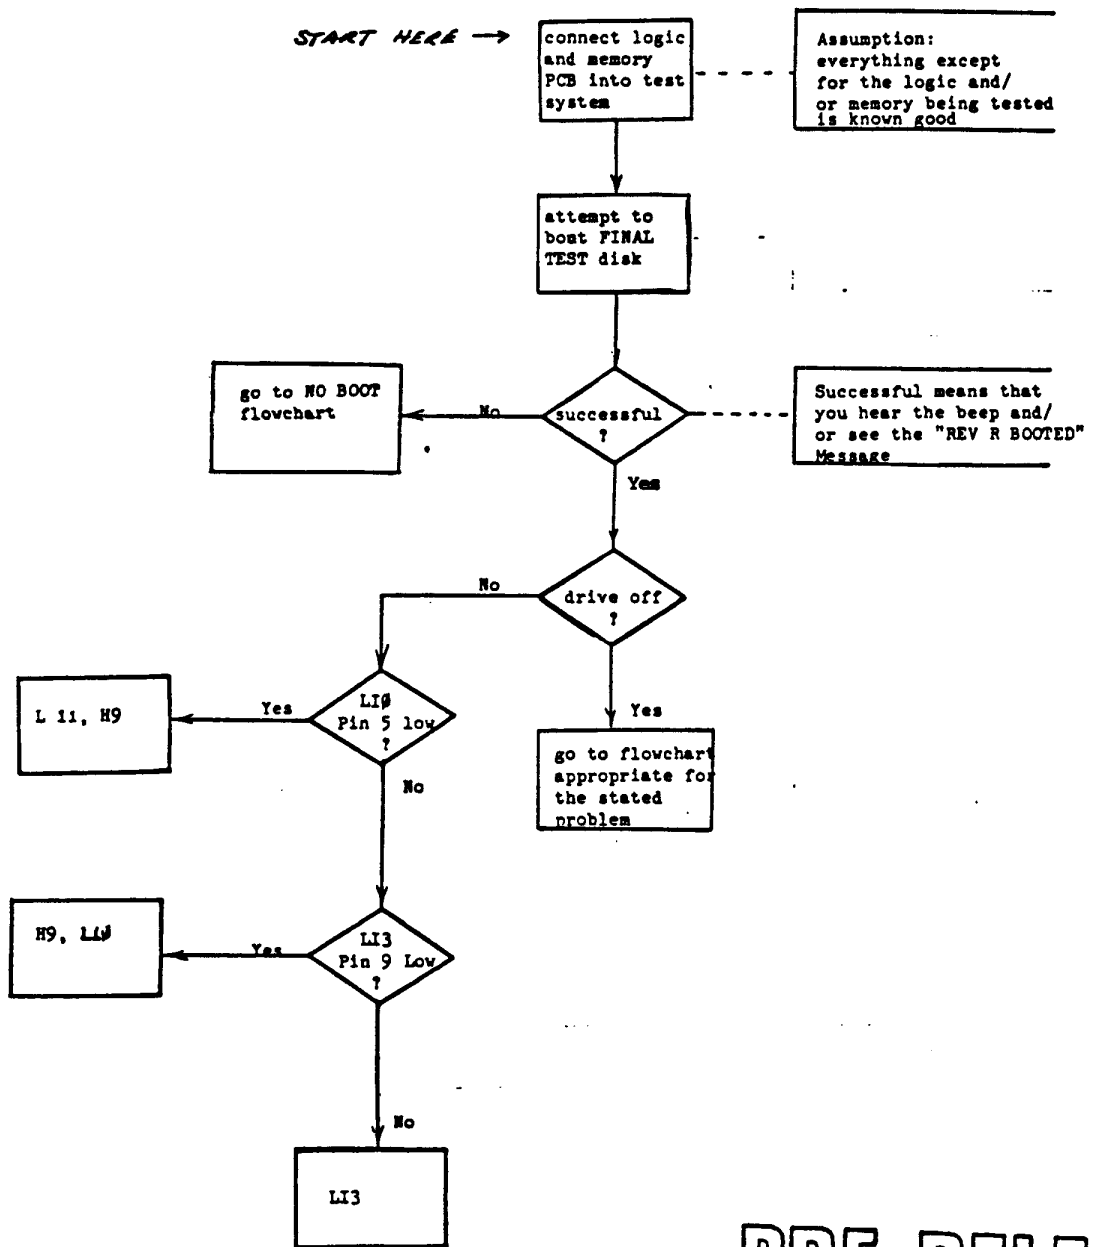 START HERE →
connect logic
and memory
PCB into test
system
Assumption:
everything except
for the logic and/
or memory being tested
is known good
attempt to
boot FINAL
TEST disk
go to NO BOOT
flowchart
No
successful
?
Successful means that
you hear the beep and/
or see the "REV R BOOTED"
Message
Yes
No
drive off
?
L 11, H9
Yes
LI0
Pin 5 low
?
Yes
No
go to flowchart
appropriate for
the stated
problem
H9, LI0
Yes
LI3
Pin 9 Low
?
No
LI3